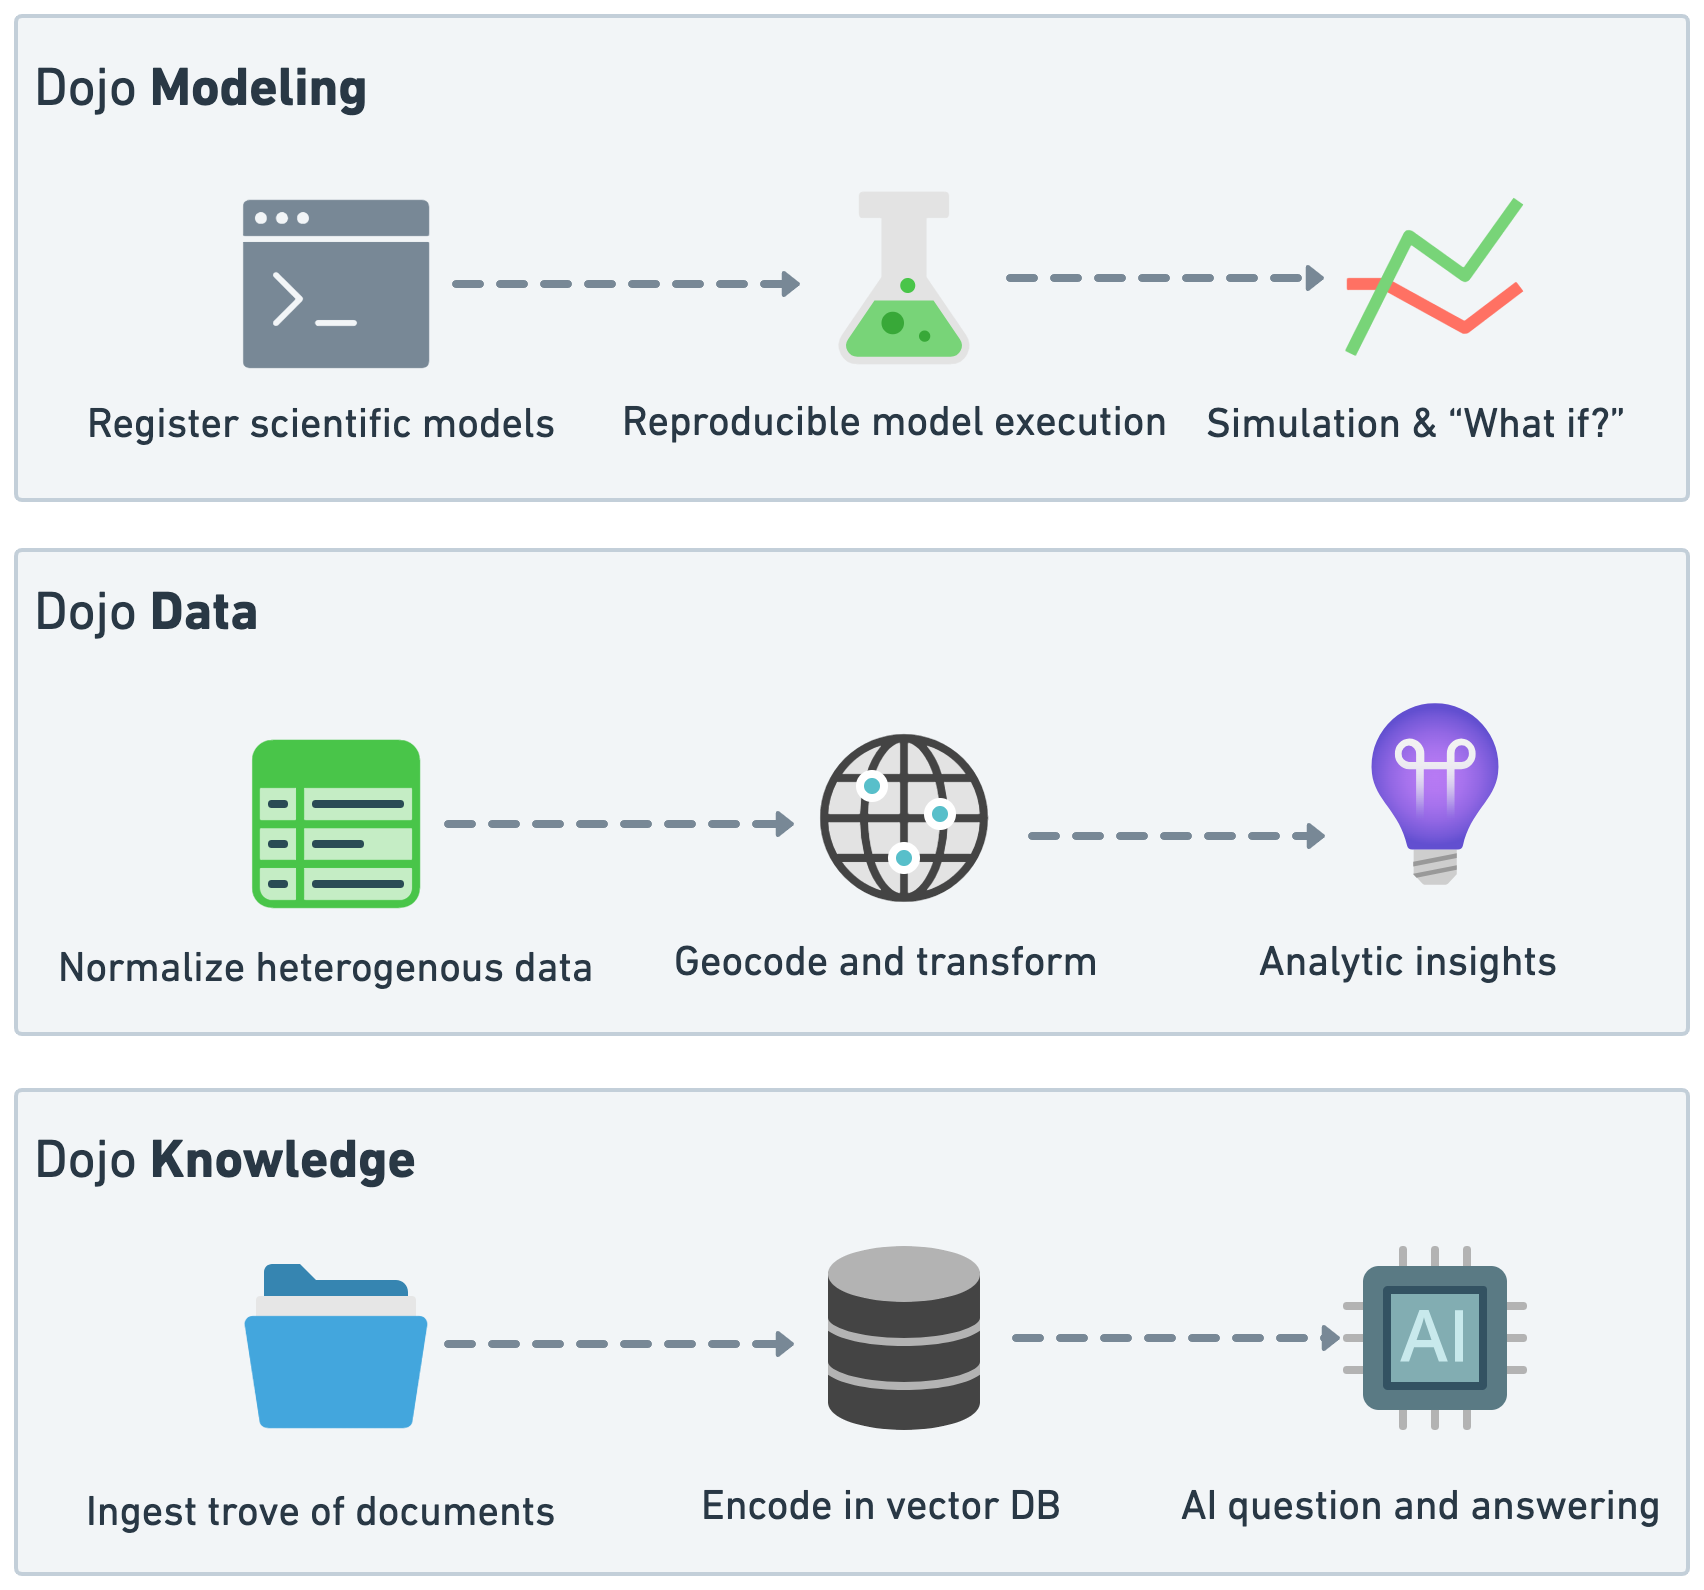 Dojo Modeling
Register scientific models
Reproducible model execution
Simulation & “What if?”
Dojo Data
Normalize heterogenous data
Geocode and transform
Analytic insights
Dojo Knowledge
AI
Ingest trove of documents
Encode in vector DB
AI question and answering